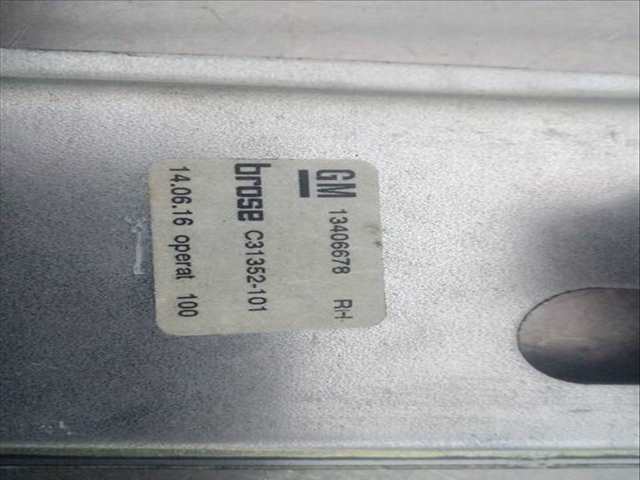 GM 13406678 RH
brose C31352-101
14.06.16 operat 100